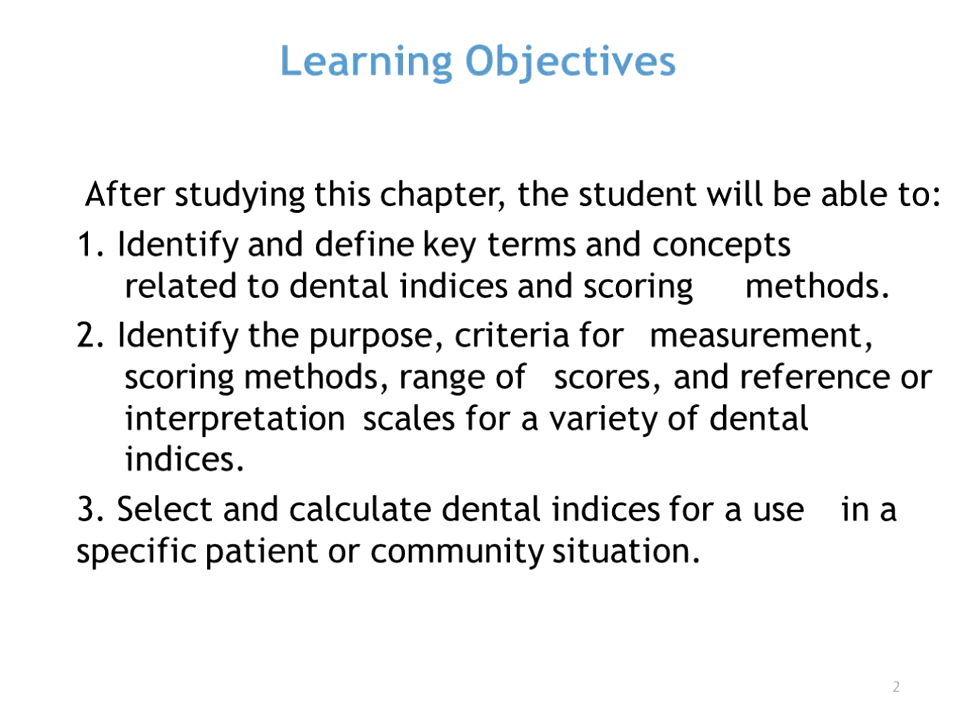 Learning Objectives
After studying this chapter, the student will be able to:
1. Identify and define key terms and concepts
related to dental indices and scoring methods.
2. Identify the purpose, criteria for measurement,
scoring methods, range of scores, and reference or
interpretation scales for a variety of dental
indices.
3. Select and calculate dental indices for a use in a
specific patient or community situation.
2